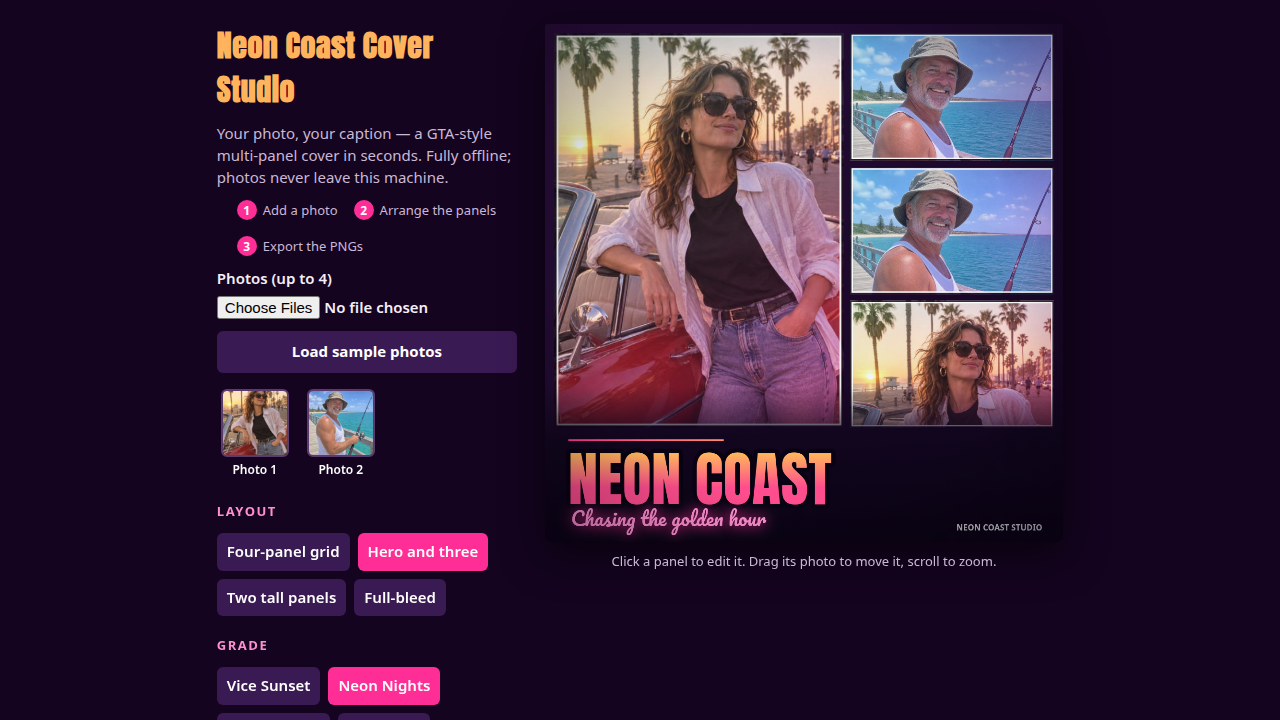 Neon Coast Cover
Studio
Your photo, your caption — a GTA-style
multi-panel cover in seconds. Fully offline;
photos never leave this machine.
1 Add a photo
2 Arrange the panels
3 Export the PNGs
Photos (up to 4)
Choose Files No file chosen
Load sample photos
Photo 1
Photo 2
LAYOUT
Four-panel grid
Hero and three
Two tall panels
Full-bleed
GRADE
Vice Sunset
Neon Nights
NEON COAST
Chasing the golden hour
NEON COAST STUDIO
Click a panel to edit it. Drag its photo to move it, scroll to zoom.